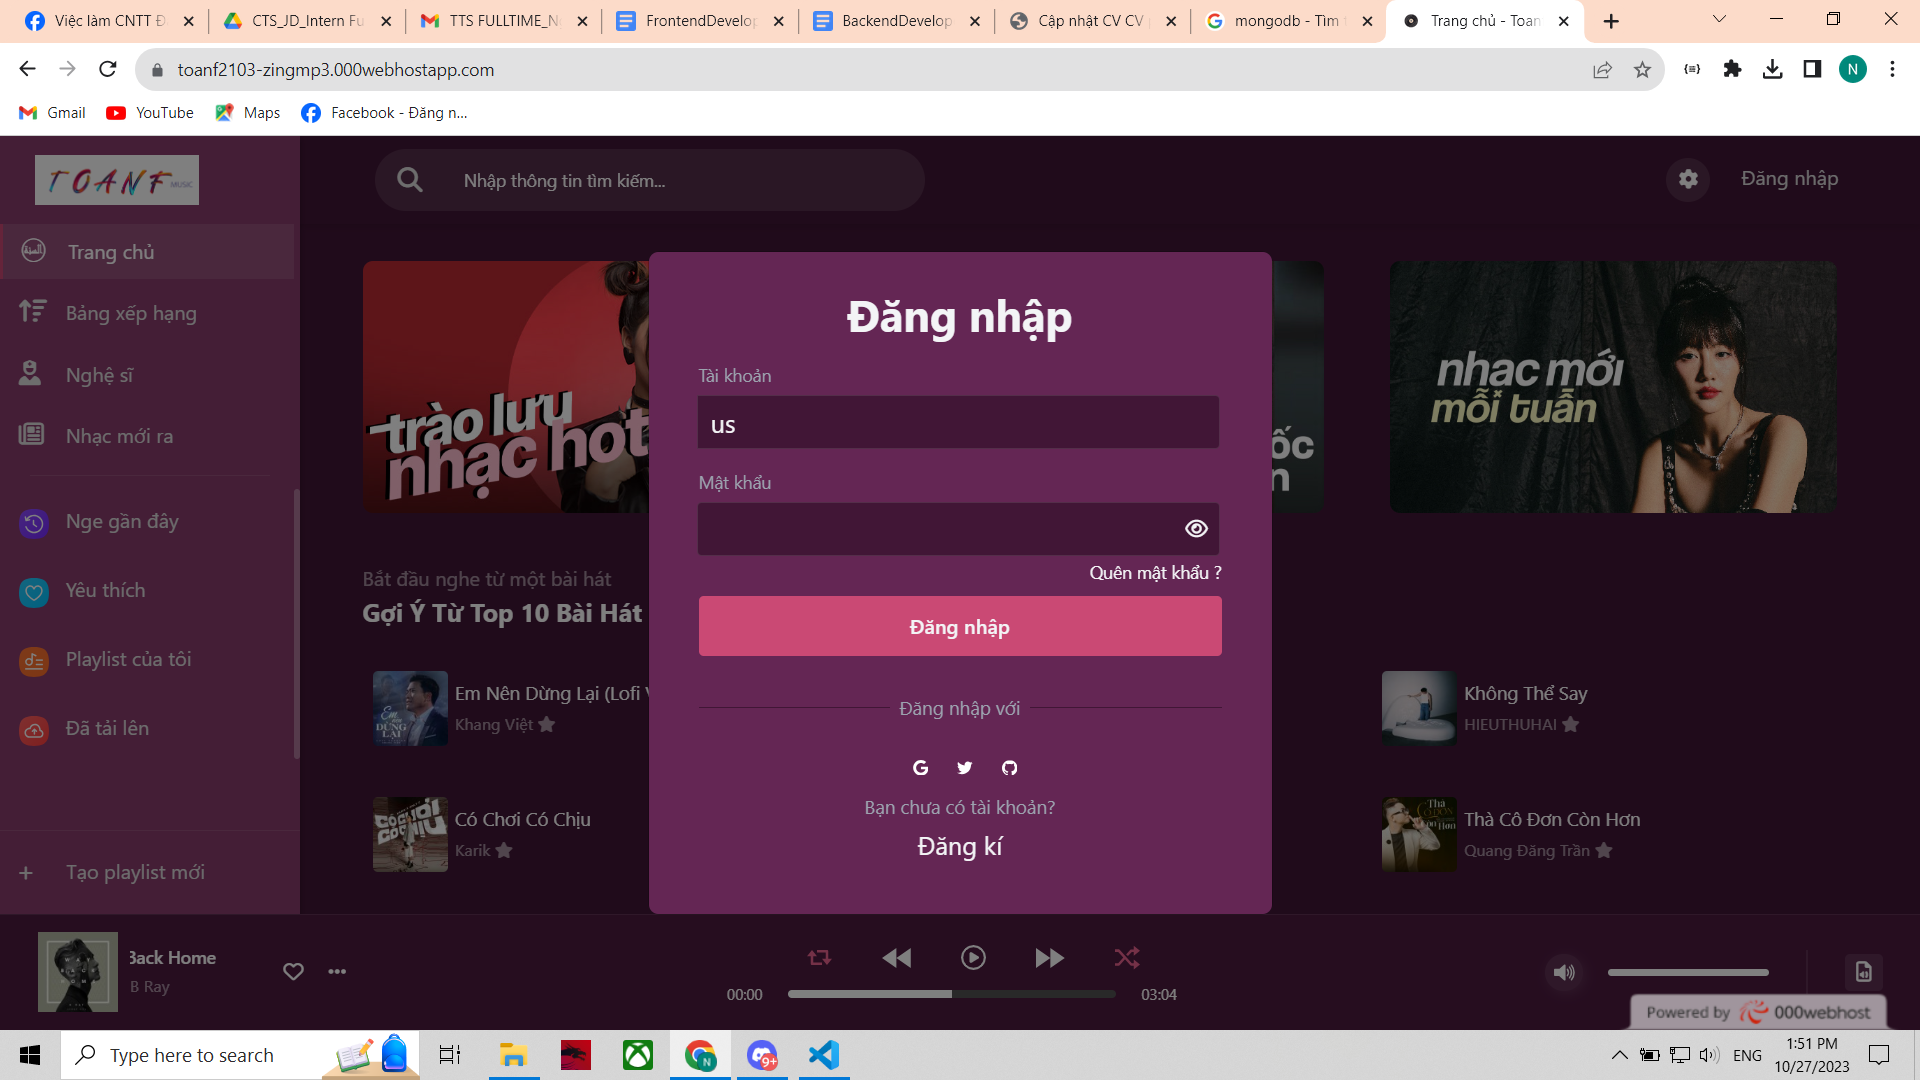 Việc làm CNTT Đ
CTS_JD_Intern Fu
TTS FULLTIME_N
FrontendDevelop
BackendDevelop
Cập nhật CV CV
mongodb - Tìm
Trang chủ - Toan
toanf2103-zingmp3.000webhostapp.com
N
Gmail
YouTube
Maps
Facebook - Đăng n...
TOANF MUSIC
Nhập thông tin tìm kiếm...
Đăng nhập
Trang chủ
Bảng xếp hạng
Nghệ sĩ
Nhạc mới ra
Nge gần đây
Yêu thích
Playlist của tôi
Đã tải lên
+ Tạo playlist mới
trào lưu
nhạc hot
ốc
n
nhạc mới
mỗi tuần
Đăng nhập
Tài khoản
us
Mật khẩu
Quên mật khẩu ?
Đăng nhập
Đăng nhập với
Bạn chưa có tài khoản?
Đăng kí
Bắt đầu nghe từ một bài hát
Gợi Ý Từ Top 10 Bài Hát
Em Nên Dừng Lại (Lofi V
Khang Việt
Không Thể Say
HIEUTHUHAI
Có Chơi Có Chịu
Karik
Thà Cô Đơn Còn Hơn
Quang Đăng Trần
Back Home
B Ray
00:00
03:04
Powered by 000webhost
Type here to search
N
9+
ENG
1:51 PM
10/27/2023